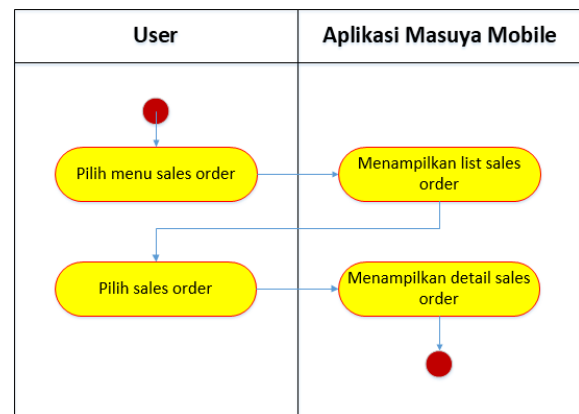 User
Aplikasi Masuya Mobile
Pilih menu sales order
Menampilkan list sales
order
Pilih sales order
Menampilkan detail sales
order